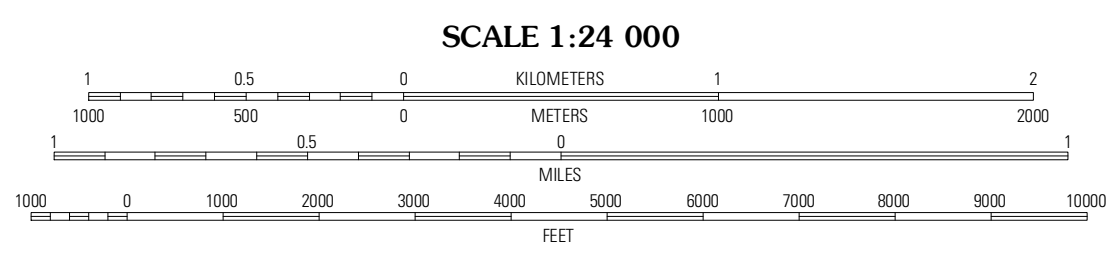 SCALE 1:24 000
1 0.5 0 KILOMETERS 1 2
1000 500 0 METERS 1000 2000
1 0.5 0 1
MILES
1000 0 1000 2000 3000 4000 5000 6000 7000 8000 9000 10000
FEET